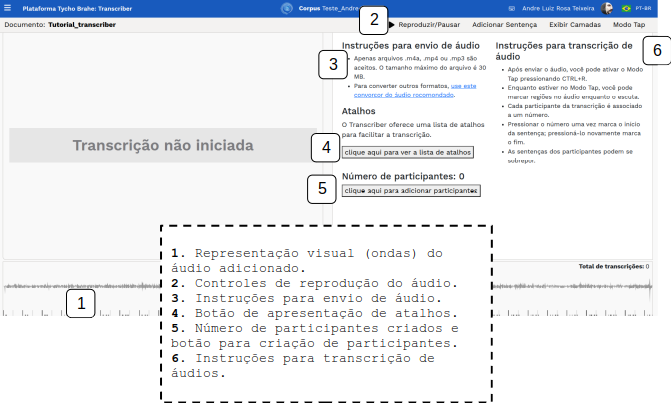 Plataforma Tycho Brahe: Transcriber
Corpus Teste_Andre
Andre Luiz Rosa Teixeira
PT-BR
Documento: Tutorial_transcriber
2
Reproduzir/Pausar
Adicionar Sentença
Exibir Camadas
Modo Tap
Transcrição não iniciada
3
Instruções para envio de áudio
• Apenas arquivos .m4a, .mp4 ou .mp3 são
aceitos. O tamanho máximo do arquivo é 30
MB.
• Para converter outros formatos, use este
conversor de áudio recomendado.
Atalhos
O Transcriber oferece uma lista de atalhos
para facilitar a transcrição.
4
clique aqui para ver a lista de atalhos
Número de participantes: 0
5
clique aqui para adicionar participantes
6
Instruções para transcrição de
áudio
• Após enviar o áudio, você pode ativar o Modo
Tap pressionando CTRL+R.
• Enquanto estiver no Modo Tap, você pode
marcar regiões no áudio enquanto o escuta.
• Cada participante da transcrição é associado
a um número.
• Pressionar o número uma vez marca o início
da sentença; pressioná-lo novamente marca
o fim.
• As sentenças dos participantes podem se
sobrepor.
Total de transcrições: 0
1
1. Representação visual (ondas) do
áudio adicionado.
2. Controles de reprodução do áudio.
3. Instruções para envio de áudio.
4. Botão de apresentação de atalhos.
5. Número de participantes criados e
botão para criação de participantes.
6. Instruções para transcrição de
áudios.